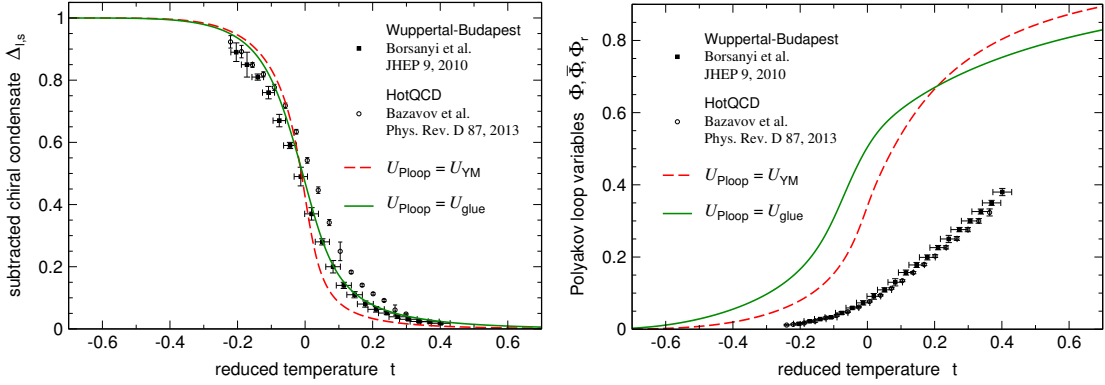 subtracted chiral condensate Δl,s
1
0.8
0.6
0.4
0.2
0
-0.6 -0.4 -0.2 0 0.2 0.4 0.6
reduced temperature t
Wuppertal-Budapest
Borsanyi et al.
JHEP 9, 2010
HotQCD
Bazavov et al.
Phys. Rev. D 87, 2013
UPloop = UYM
UPloop = Uglue
Polyakov loop variables Φ, Φ̅, Φr
0.8
0.6
0.4
0.2
0
-0.6 -0.4 -0.2 0 0.2 0.4 0.6
reduced temperature t
Wuppertal-Budapest
Borsanyi et al.
JHEP 9, 2010
HotQCD
Bazavov et al.
Phys. Rev. D 87, 2013
UPloop = UYM
UPloop = Uglue